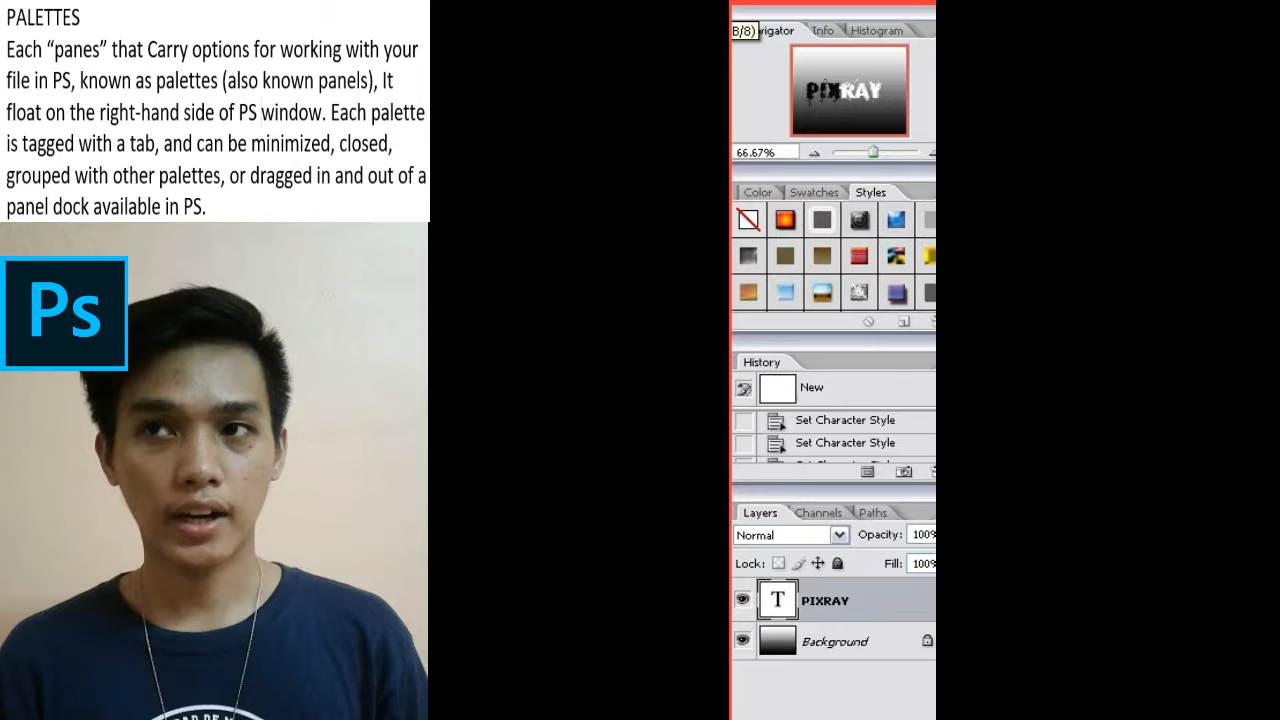 PALETTES
Each “panes” that Carry options for working with your
file in PS, known as palettes (also known panels), It
float on the right-hand side of PS window. Each palette
is tagged with a tab, and can be minimized, closed,
grouped with other palettes, or dragged in and out of a
panel dock available in PS.
Ps
B/8)
Info
Histogram
PIXRAY
66.67%
Color
Swatches
Styles
History
New
Set Character Style
Set Character Style
Layers
Channels
Paths
Normal
Opacity:
Lock:
Fill:
T
PIXRAY
Background